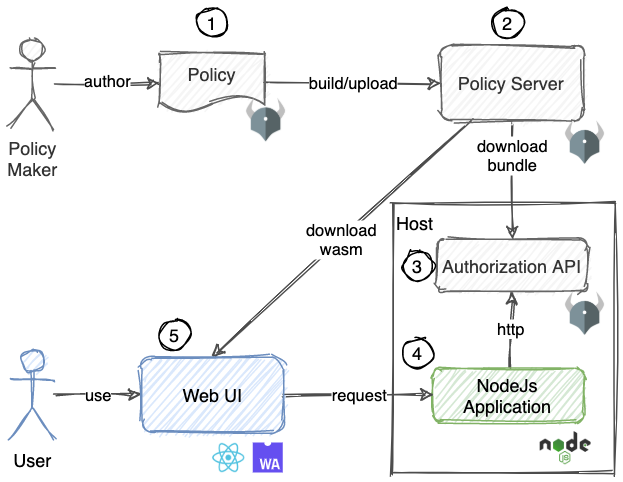 1
2
author
Policy
build/upload
Policy Server
Policy
Maker
download
bundle
download
wasm
Host
3
Authorization API
http
5
4
use
Web UI
request
NodeJs
Application
User
WA
node
JS